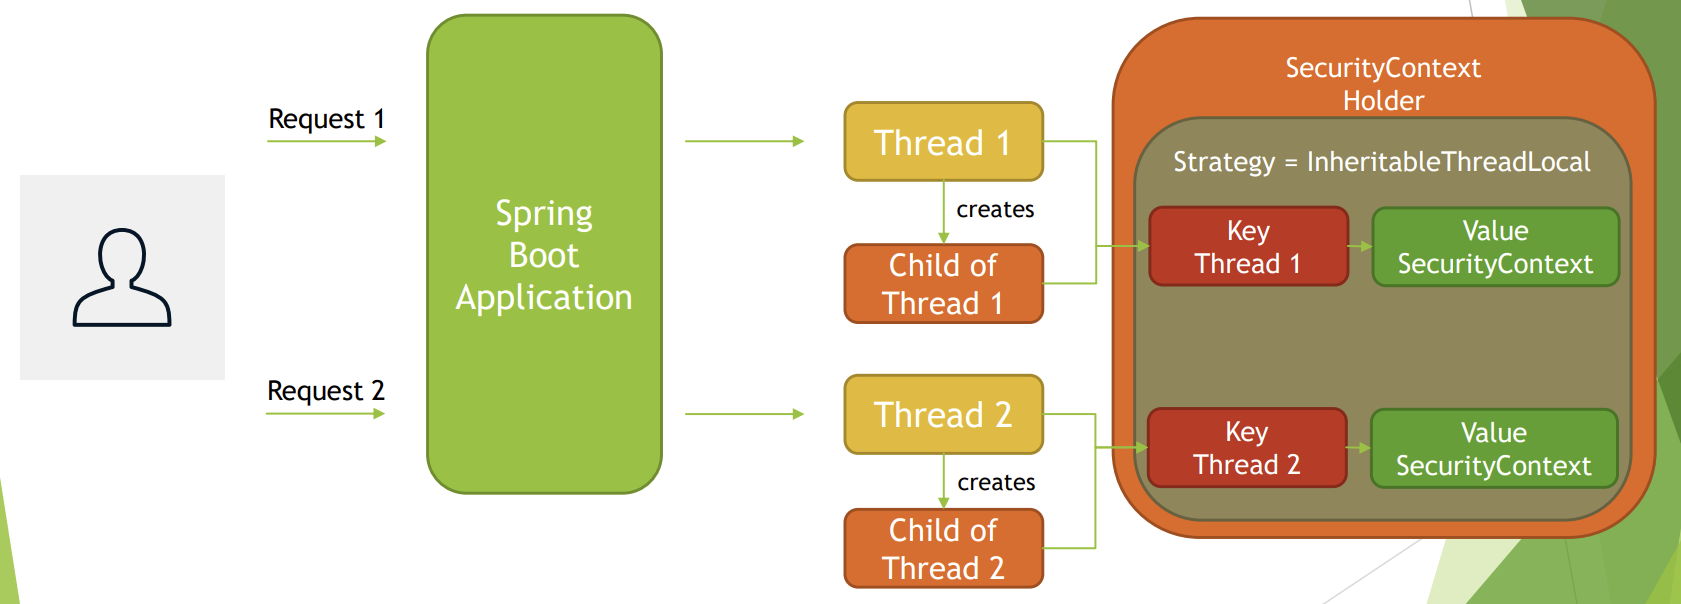 Request 1
Request 2
Spring
Boot
Application
Thread 1
creates
Child of
Thread 1
Thread 2
creates
Child of
Thread 2
SecurityContext
Holder
Strategy = InheritableThreadLocal
Key
Thread 1
Value
SecurityContext
Key
Thread 2
Value
SecurityContext